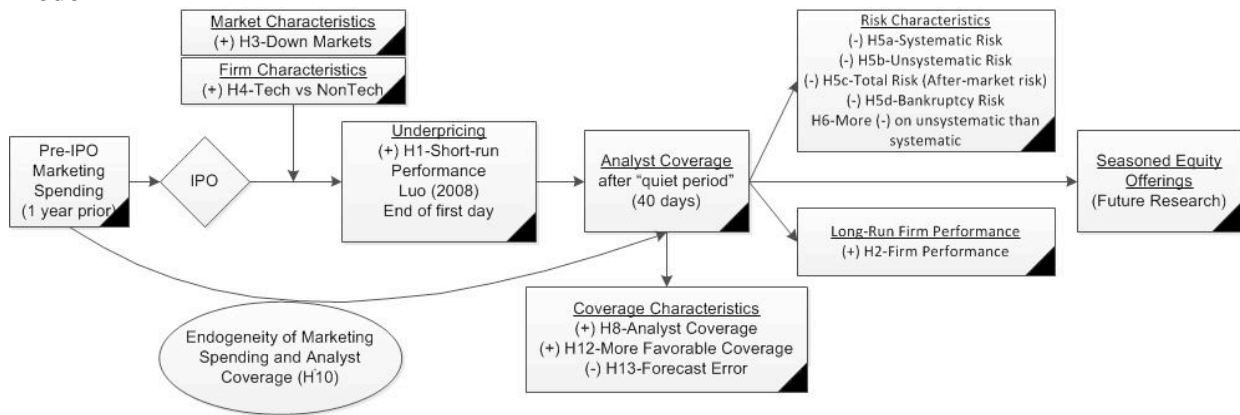 Market Characteristics
(+) H3-Down Markets
Firm Characteristics
(+) H4-Tech vs NonTech
Pre-IPO
Marketing
Spending
(1 year prior)
IPO
Underpricing
(+) H1-Short-run
Performance
Luo (2008)
End of first day
Analyst Coverage
after “quiet period”
(40 days)
Risk Characteristics
(-) H5a-Systematic Risk
(-) H5b-Unsystematic Risk
(-) H5c-Total Risk (After-market risk)
(-) H5d-Bankruptcy Risk
H6-More (-) on unsystematic than
systematic
Seasoned Equity
Offerings
(Future Research)
Long-Run Firm Performance
(+) H2-Firm Performance
Coverage Characteristics
(+) H8-Analyst Coverage
(+) H12-More Favorable Coverage
(-) H13-Forecast Error
Endogeneity of Marketing
Spending and Analyst
Coverage (H10)